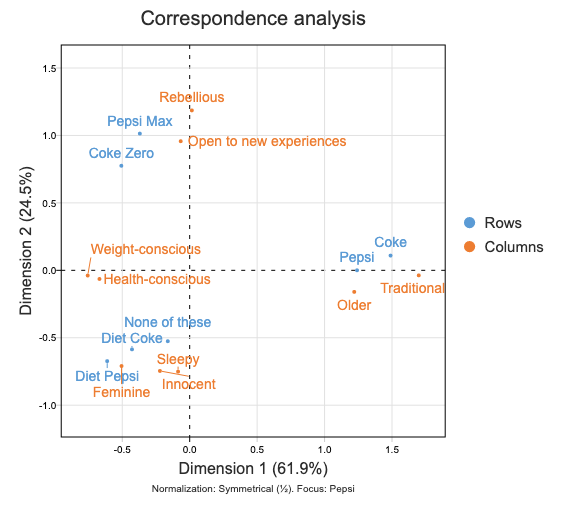 Correspondence analysis
1.5
Rebellious
Pepsi Max
1.0
Open to new experiences
Coke Zero
0.5
Rows
Columns
Dimension 2 (24.5%)
Weight-conscious
Coke
Pepsi
0.0
Health-conscious
Traditional
Older
None of these
-0.5
Diet Coke
Sleepy
Diet Pepsi
Innocent
Feminine
-1.0
-0.5 0.0 0.5 1.0 1.5
Dimension 1 (61.9%)
Normalization: Symmetrical (½). Focus: Pepsi